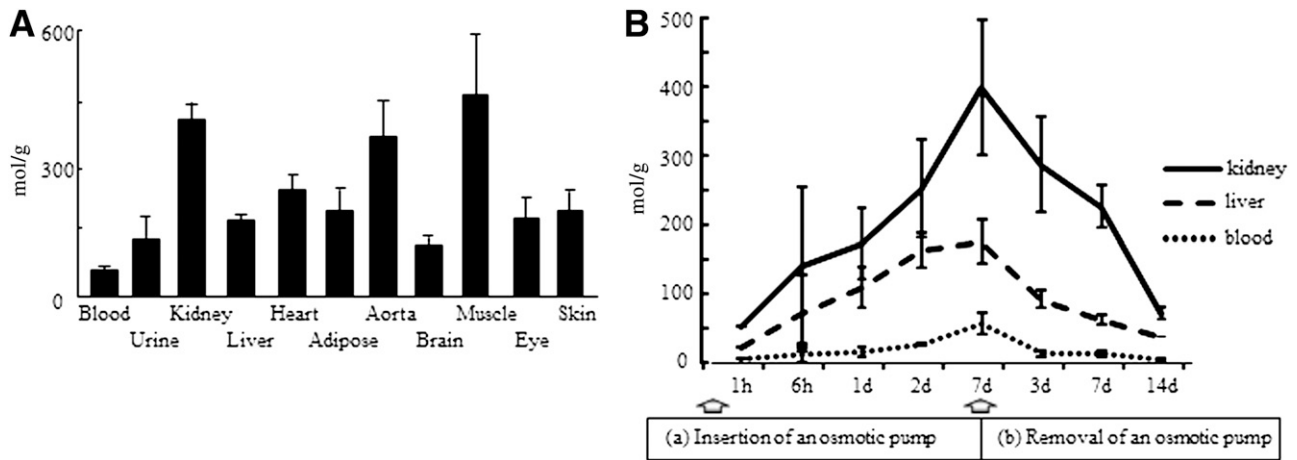 A
600
mol/g
300
0
Blood Kidney Heart Aorta Muscle Skin
Urine Liver Adipose Brain Eye
B
500
400
300
mol/g
200
100
0
kidney
liver
blood
1h 6h 1d 2d 7d 3d 7d 14d
(a) Insertion of an osmotic pump (b) Removal of an osmotic pump